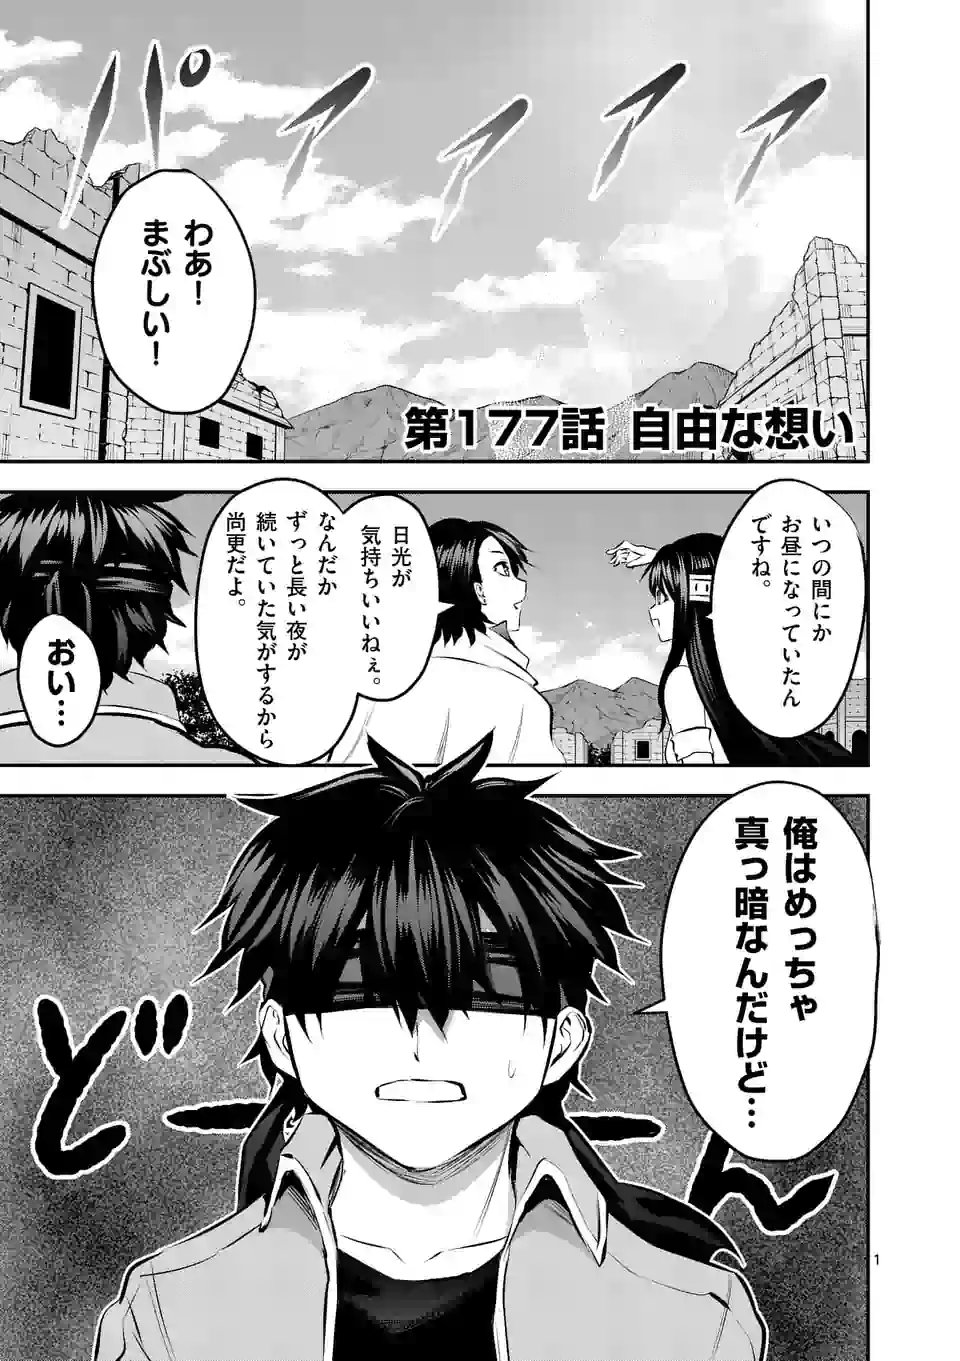 パァァァァ
わあ！
まぶしい！
第177話 自由な想い
いつの間にか
お昼になっていたん
ですね。
日光が
気持ちいいねぇ。
なんだか
ずっと長い夜が
続いていた気がするから
尚更だよ。
おい…
俺はめっちゃ
真っ暗なんだけど…
どーーん
1